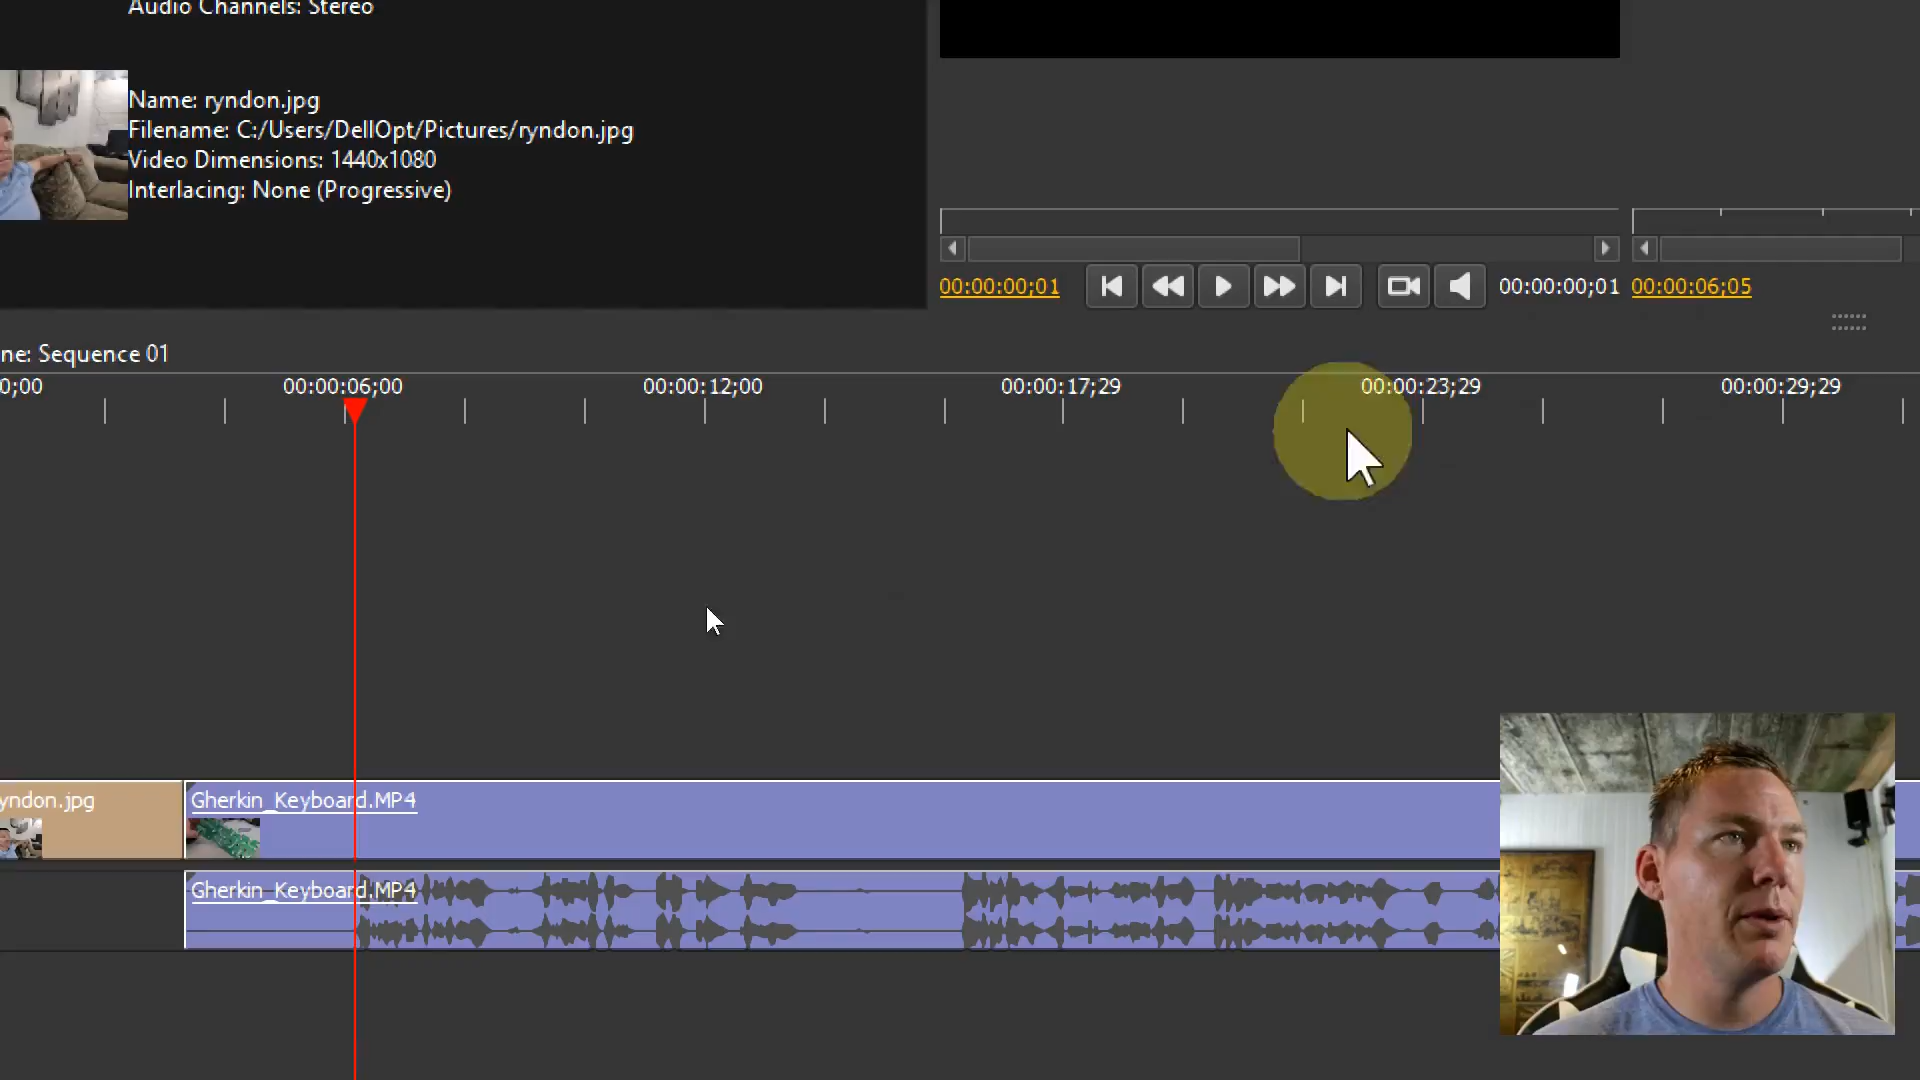 Audio Channels: Stereo
Name: ryndon.jpg
Filename: C:/Users/DellOpt/Pictures/ryndon.jpg
Video Dimensions: 1440x1080
Interlacing: None (Progressive)
00:00:00;01
00:00:00;01
00:00:06;05
ne: Sequence 01
0;00
00:00:06;00
00:00:12;00
00:00:17;29
00:00:23;29
00:00:29;29
yndon.jpg
Gherkin_Keyboard.MP4
Gherkin_Keyboard.MP4